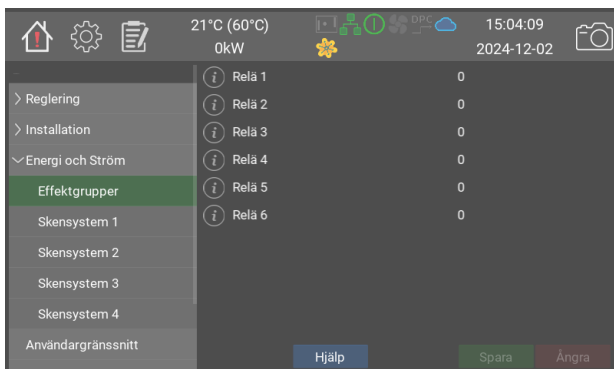 21°C (60°C)
0kW
DPC
15:04:09
2024-12-02
Reglering
Installation
Energi och Ström
Effektgrupper
Skensystem 1
Skensystem 2
Skensystem 3
Skensystem 4
Användargränssnitt
Relä 1 0
Relä 2 0
Relä 3 0
Relä 4 0
Relä 5 0
Relä 6 0
Hjälp
Spara
Ångra